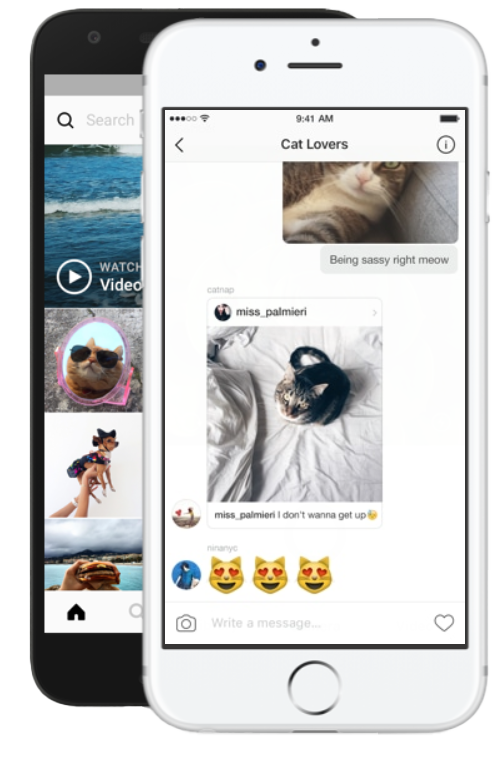 Search
WATCH
Video
9:41 AM
Cat Lovers
Being sassy right meow
catnap
miss_palmieri
miss_palmieri I don't wanna get up
ninanyc
Write a message...